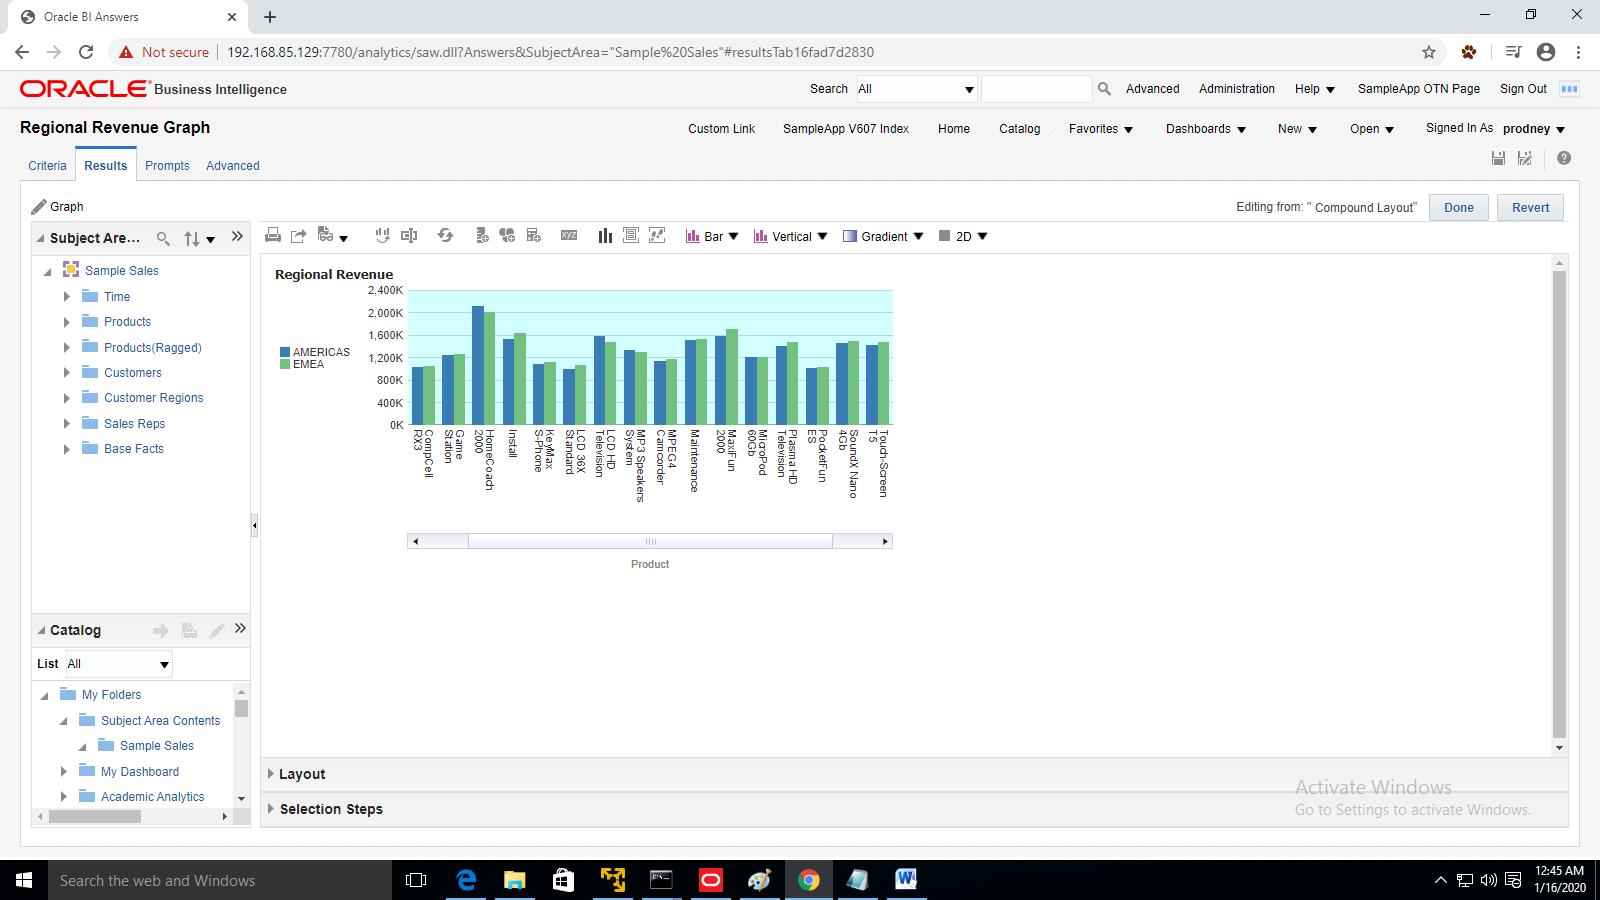 Oracle BI Answers
Not secure
192.168.85.129:7780/analytics/saw.dll?Answers&SubjectArea="Sample%20Sales"#resultsTab16fad7d2830
ORACLE Business Intelligence
Search All Advanced Administration Help SampleApp OTN Page Sign Out
Regional Revenue Graph
Custom Link SampleApp V607 Index Home Catalog Favorites Dashboards New Open Signed In As prodney
Criteria Results Prompts Advanced
Graph
Editing from: " Compound Layout"
Done Revert
Subject Are...
xyz
Bar Vertical Gradient 2D
Sample Sales
Time
Products
Products(Ragged)
Customers
Customer Regions
Sales Reps
Base Facts
Regional Revenue
AMERICAS
EMEA
2,400K
2,000K
1,600K
1,200K
800K
400K
0K
CompCell RX3
Game Station
HomeCoach 2000
Install
KeyMax S-Phone
LCD 36X Standard
LCD HD Television
MP3 Speakers System
MPEG4 Camcorder
Maintenance
MaxiFun 2000
MicroPod 60Gb
Plasma HD Television
PocketFun ES
SoundX Nano 4Gb
Touch-Screen T5
Product
Catalog
List All
My Folders
Subject Area Contents
Sample Sales
My Dashboard
Academic Analytics
Layout
Selection Steps
Activate Windows
Go to Settings to activate Windows.
Search the web and Windows
12:45 AM
1/16/2020